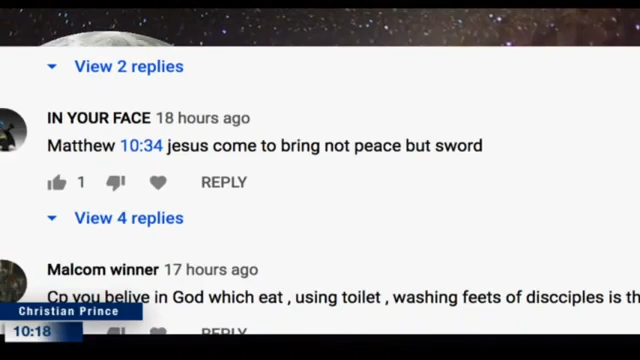 View 2 replies
IN YOUR FACE 18 hours ago
Matthew 10:34 jesus come to bring not peace but sword
1 REPLY
View 4 replies
Malcom winner 17 hours ago
Cp you belive in God which eat , using toilet , washing feets of discciples is th
REPLY
Christian Prince
10:18